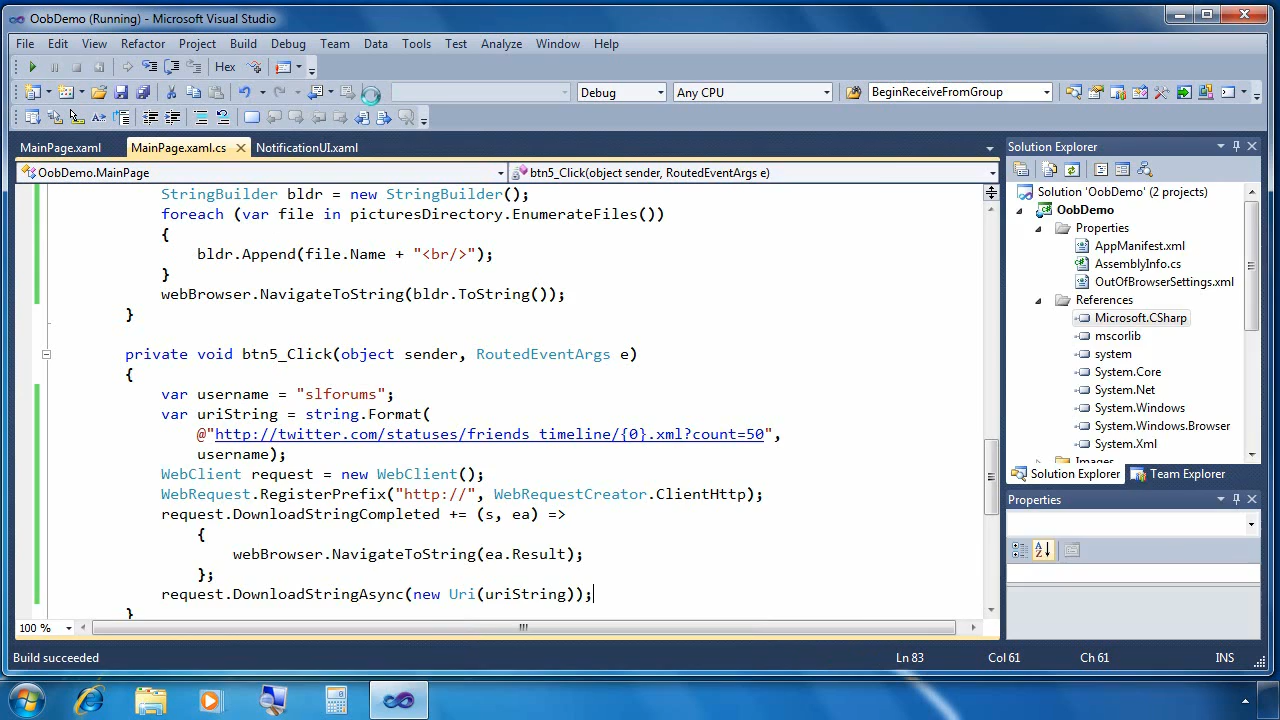 OobDemo (Running) - Microsoft Visual Studio
File Edit View Refactor Project Build Debug Team Data Tools Test Analyze Window Help
Hex
Debug Any CPU BeginReceiveFromGroup
MainPage.xaml MainPage.xaml.cs NotificationUI.xaml
OobDemo.MainPage btn5_Click(object sender, RoutedEventArgs e)
StringBuilder bldr = new StringBuilder();
foreach (var file in picturesDirectory.EnumerateFiles())
{
bldr.Append(file.Name + "<br/>");
}
webBrowser.NavigateToString(bldr.ToString());
}
private void btn5_Click(object sender, RoutedEventArgs e)
{
var username = "slforums";
var uriString = string.Format(
@"http://twitter.com/statuses/friends_timeline/{0}.xml?count=50",
username);
WebClient request = new WebClient();
WebRequest.RegisterPrefix("http://", WebRequestCreator.ClientHttp);
request.DownloadStringCompleted += (s, ea) =>
{
webBrowser.NavigateToString(ea.Result);
};
request.DownloadStringAsync(new Uri(uriString));
}
100 %
Solution Explorer
Solution 'OobDemo' (2 projects)
OobDemo
Properties
AppManifest.xml
AssemblyInfo.cs
OutOfBrowserSettings.xml
References
Microsoft.CSharp
mscorlib
system
System.Core
System.Net
System.Windows
System.Windows.Browser
System.Xml
Images
Solution Explorer Team Explorer
Properties
Build succeeded Ln 83 Col 61 Ch 61 INS